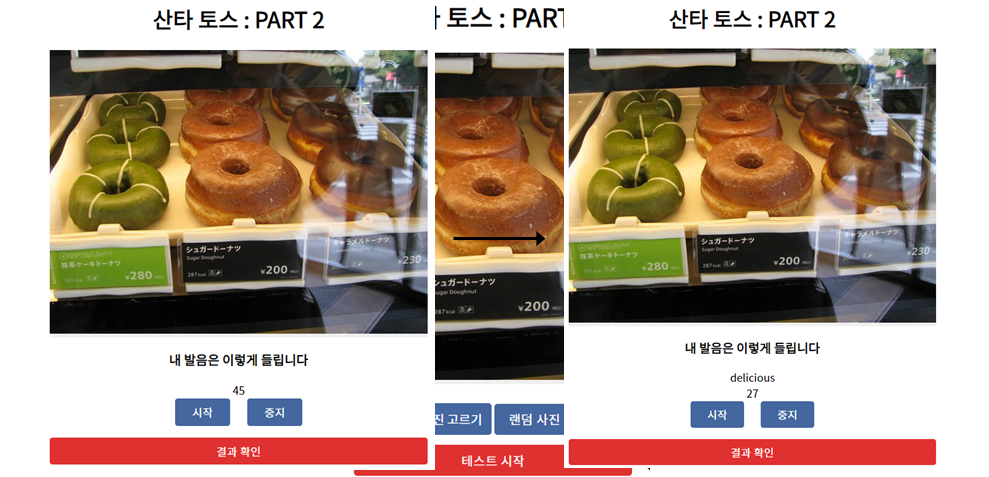 산타 토스 : PART 2
抹茶ケーキドーナツ
¥280
シュガードーナツ
Sugar Doughnut
287kcal
¥200
キャラメルドーナツ
¥230
내 발음은 이렇게 들립니다
45
시작
중지
결과 확인
토스 : PART
シュガードーナツ
Sugar Doughnut
287kcal
¥200
진 고르기
랜덤 사진
테스트 시작
산타 토스 : PART 2
抹茶ケーキドーナツ
¥280
シュガードーナツ
Sugar Doughnut
287kcal
¥200
キャラメルドーナツ
¥230
내 발음은 이렇게 들립니다
delicious
27
시작
중지
결과 확인